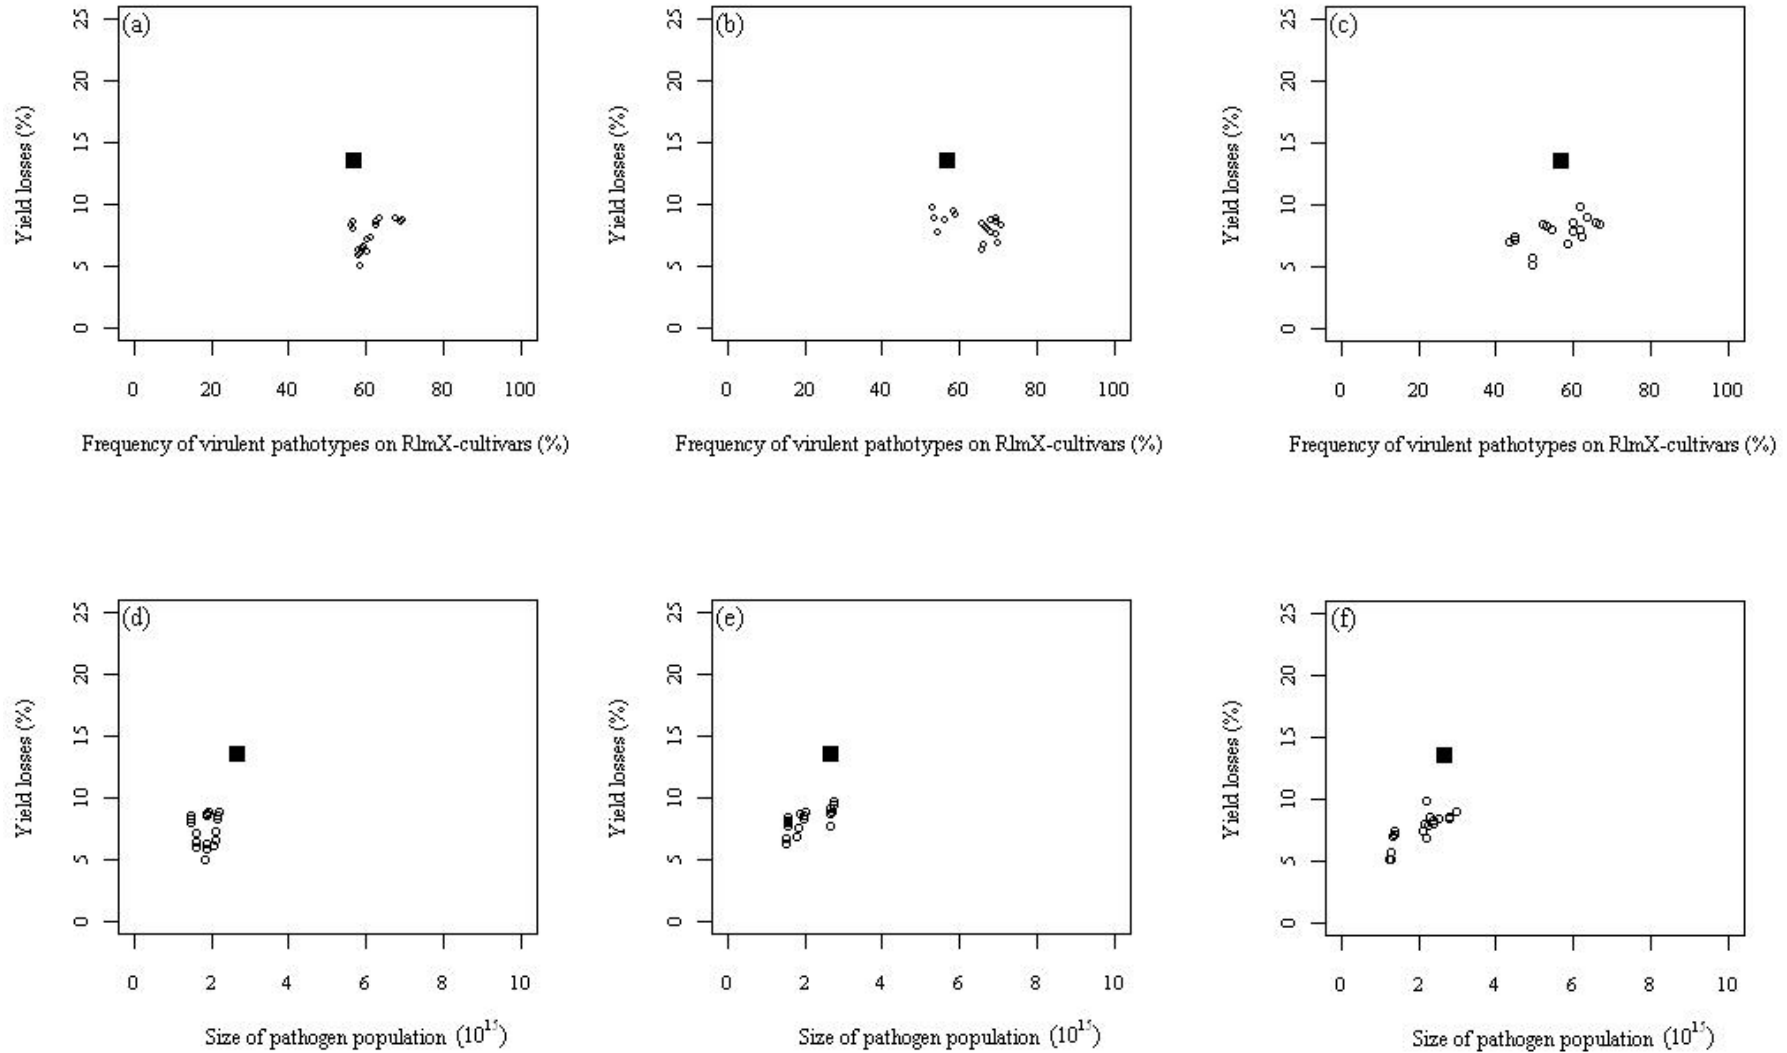 (a)
25
20
15
10
5
0
Yield losses (%)
0 20 40 60 80 100
Frequency of virulent pathotypes on RlmX-cultivars (%)
(b)
25
20
15
10
5
0
Yield losses (%)
0 20 40 60 80 100
Frequency of virulent pathotypes on RlmX-cultivars (%)
(c)
25
20
15
10
5
0
Yield losses (%)
0 20 40 60 80 100
Frequency of virulent pathotypes on RlmX-cultivars (%)
(d)
25
20
15
10
5
0
Yield losses (%)
0 2 4 6 8 10
Size of pathogen population (10¹⁵)
(e)
25
20
15
10
5
0
Yield losses (%)
0 2 4 6 8 10
Size of pathogen population (10¹⁵)
(f)
25
20
15
10
5
0
Yield losses (%)
0 2 4 6 8 10
Size of pathogen population (10¹⁵)